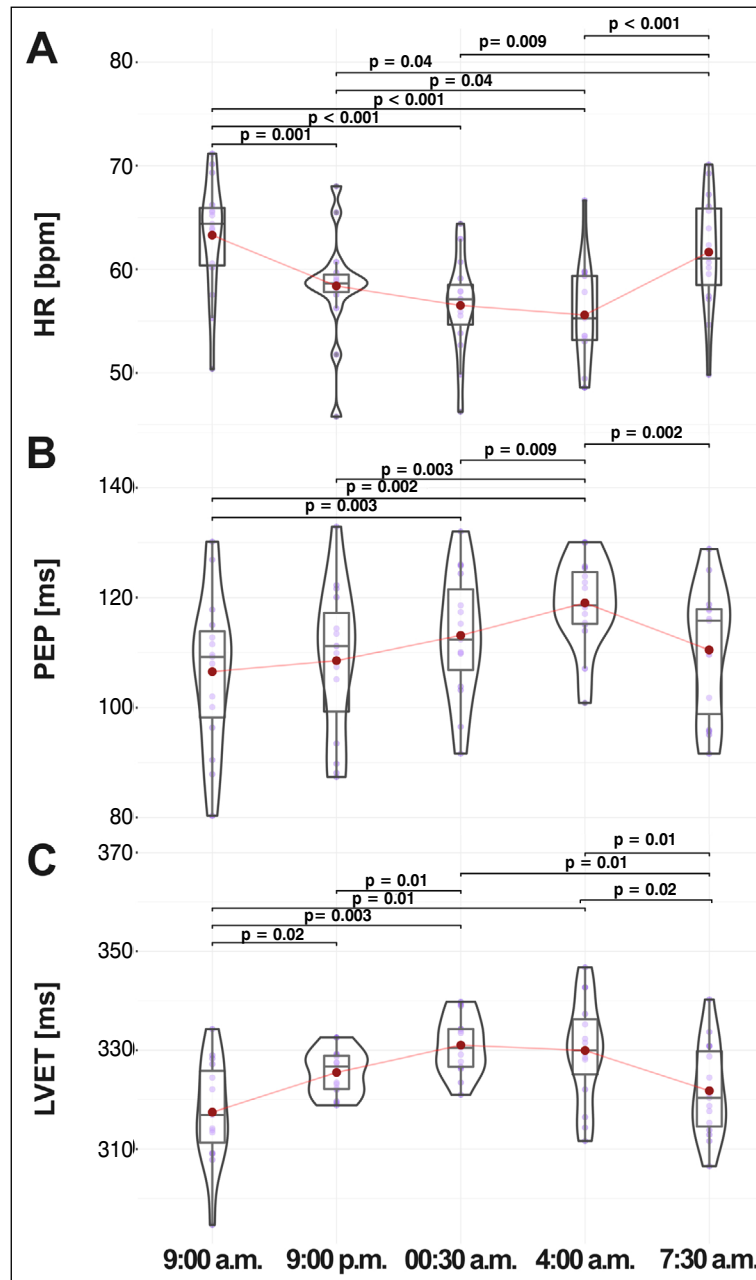 A
p < 0.001
p= 0.009
p = 0.04
p = 0.04
p < 0.001
p < 0.001
p = 0.001
80
70
60
50
HR [bpm]
B
p = 0.002
p = 0.009
p = 0.003
p = 0.002
p = 0.003
140
120
100
80
PEP [ms]
C
p = 0.01
p = 0.01
p = 0.02
p = 0.01
p = 0.01
p= 0.003
p = 0.02
370
350
330
310
LVET [ms]
9:00 a.m. 9:00 p.m. 00:30 a.m. 4:00 a.m. 7:30 a.m.